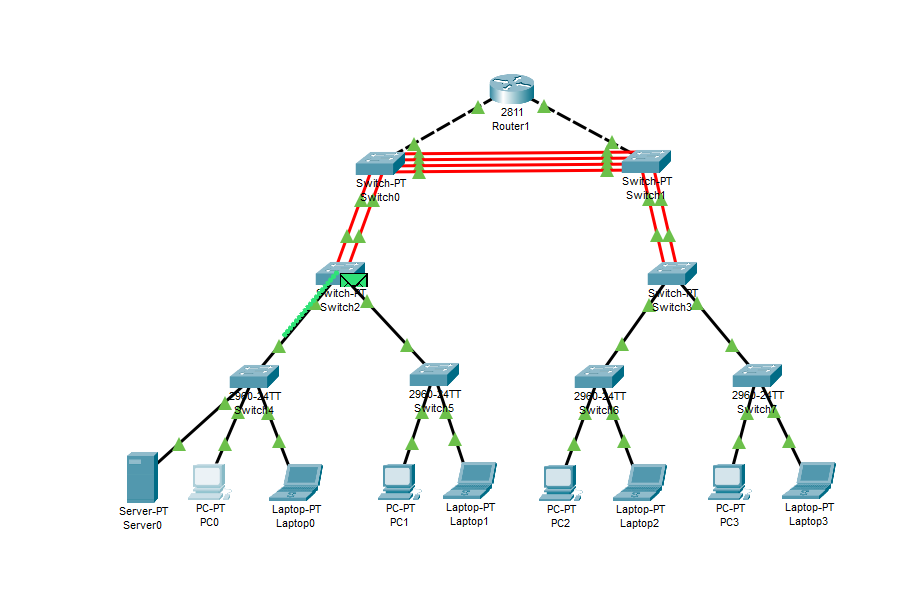 2811
Router1
Switch-PT
Switch0
Switch-PT
Switch1
Switch-PT
Switch2
Switch-PT
Switch3
2960-24TT
Switch4
2960-24TT
Switch5
2960-24TT
Switch6
2960-24TT
Switch7
Server-PT
Server0
PC-PT
PC0
Laptop-PT
Laptop0
PC-PT
PC1
Laptop-PT
Laptop1
PC-PT
PC2
Laptop-PT
Laptop2
PC-PT
PC3
Laptop-PT
Laptop3